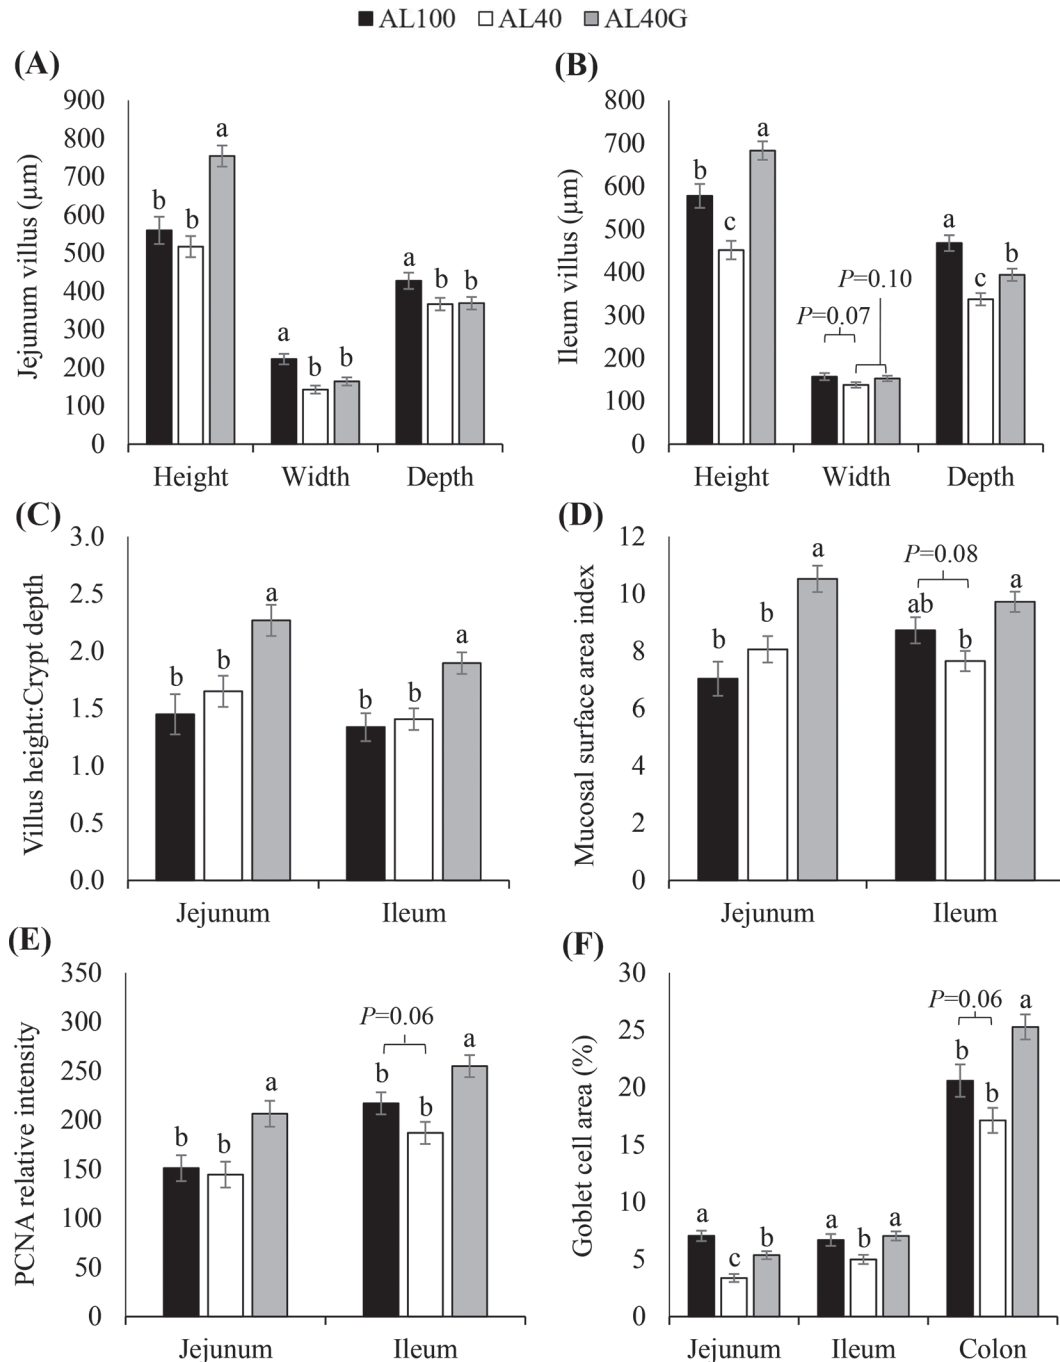 AL100 AL40 AL40G
(A)
Jejunum villus (µm)
900
800
700
600
500
400
300
200
100
0
b
b
a
a
b
b
a
b
b
Height Width Depth
(B)
Ileum villus (µm)
800
700
600
500
400
300
200
100
0
b
c
a
P=0.07
P=0.10
a
c
b
Height Width Depth
(C)
Villus height:Crypt depth
3.0
2.5
2.0
1.5
1.0
0.5
0.0
b
b
a
b
b
a
Jejunum Ileum
(D)
Mucosal surface area index
12
10
8
6
4
2
0
b
b
a
P=0.08
ab
b
a
Jejunum Ileum
(E)
PCNA relative intensity
350
300
250
200
150
100
50
0
b
b
a
P=0.06
b
b
a
Jejunum Ileum
(F)
Goblet cell area (%)
30
25
20
15
10
5
0
a
c
b
a
b
a
P=0.06
b
b
a
Jejunum Ileum Colon